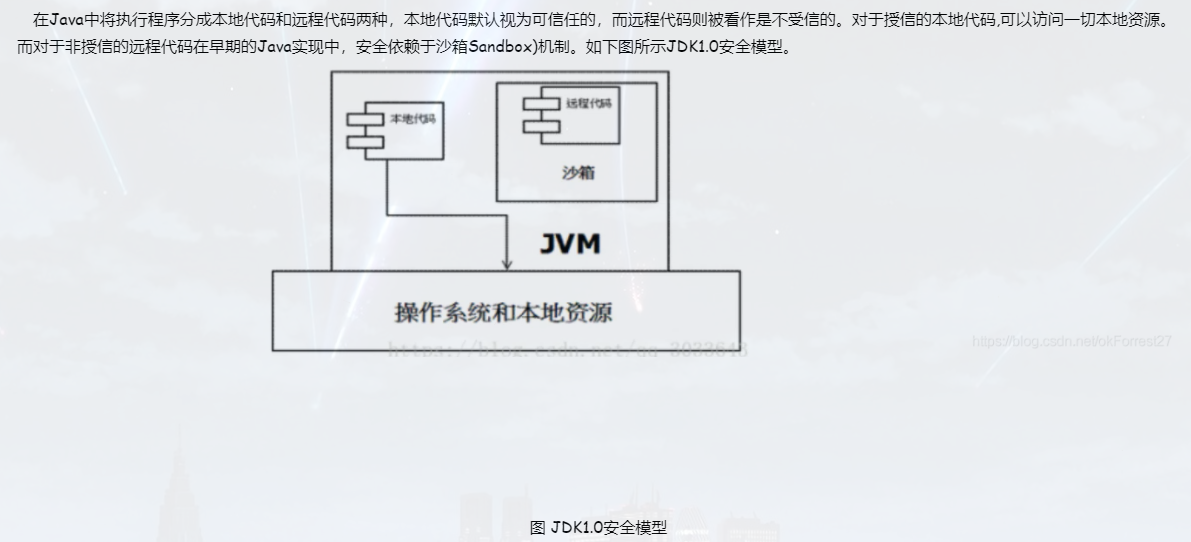 在Java中将执行程序分成本地代码和远程代码两种，本地代码默认视为可信任的，而远程代码则被看作是不受信的。对于授信的本地代码,可以访问一切本地资源。
而对于非授信的远程代码在早期的Java实现中，安全依赖于沙箱Sandbox)机制。如下图所示JDK1.0安全模型。
本地代码
远程代码
沙箱
JVM
操作系统和本地资源
https://blog.csdn.net/okForrest27
图 JDK1.0安全模型